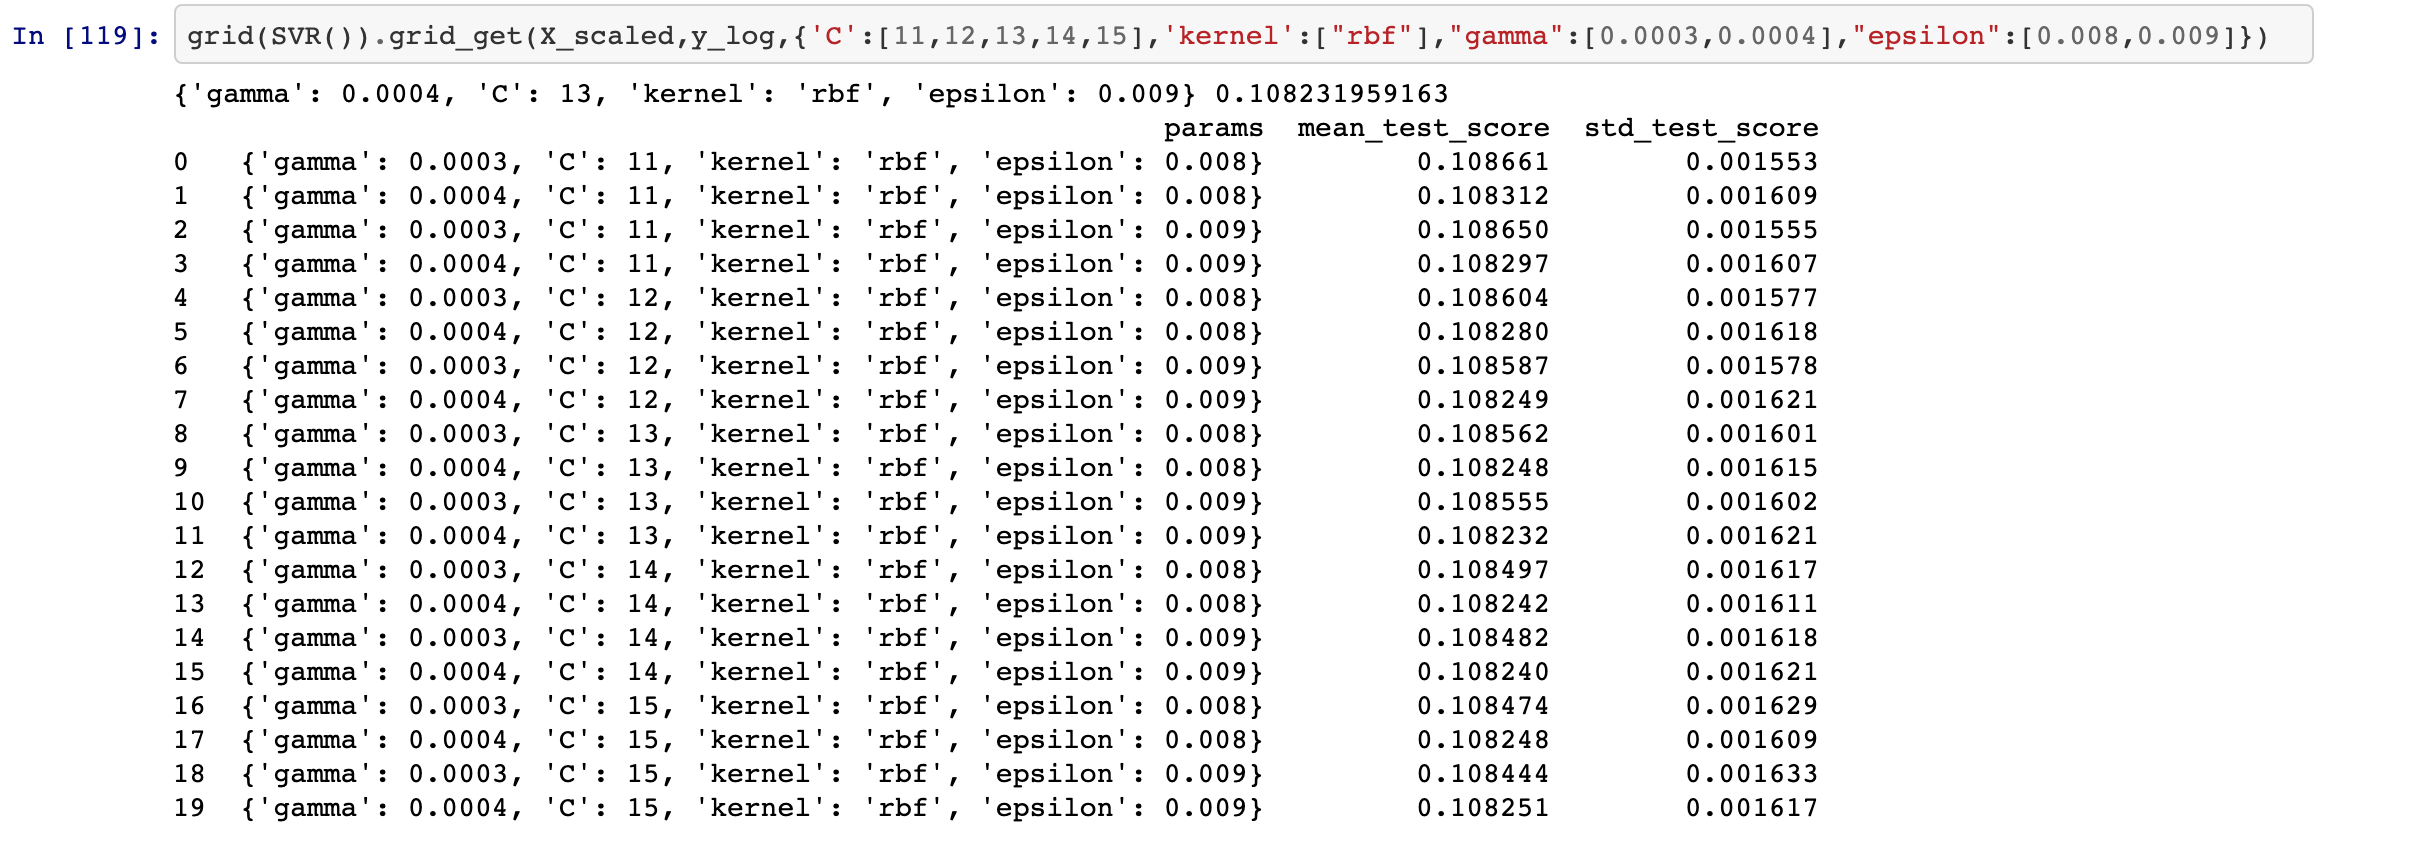 In [119]: grid(SVR()).grid_get(X_scaled,y_log,{'C':[11,12,13,14,15],'kernel':["rbf"],"gamma":[0.0003,0.0004],"epsilon":[0.008,0.009]})
{'gamma': 0.0004, 'C': 13, 'kernel': 'rbf', 'epsilon': 0.009} 0.108231959163
params mean_test_score std_test_score
0 {'gamma': 0.0003, 'C': 11, 'kernel': 'rbf', 'epsilon': 0.008} 0.108661 0.001553
1 {'gamma': 0.0004, 'C': 11, 'kernel': 'rbf', 'epsilon': 0.008} 0.108312 0.001609
2 {'gamma': 0.0003, 'C': 11, 'kernel': 'rbf', 'epsilon': 0.009} 0.108650 0.001555
3 {'gamma': 0.0004, 'C': 11, 'kernel': 'rbf', 'epsilon': 0.009} 0.108297 0.001607
4 {'gamma': 0.0003, 'C': 12, 'kernel': 'rbf', 'epsilon': 0.008} 0.108604 0.001577
5 {'gamma': 0.0004, 'C': 12, 'kernel': 'rbf', 'epsilon': 0.008} 0.108280 0.001618
6 {'gamma': 0.0003, 'C': 12, 'kernel': 'rbf', 'epsilon': 0.009} 0.108587 0.001578
7 {'gamma': 0.0004, 'C': 12, 'kernel': 'rbf', 'epsilon': 0.009} 0.108249 0.001621
8 {'gamma': 0.0003, 'C': 13, 'kernel': 'rbf', 'epsilon': 0.008} 0.108562 0.001601
9 {'gamma': 0.0004, 'C': 13, 'kernel': 'rbf', 'epsilon': 0.008} 0.108248 0.001615
10 {'gamma': 0.0003, 'C': 13, 'kernel': 'rbf', 'epsilon': 0.009} 0.108555 0.001602
11 {'gamma': 0.0004, 'C': 13, 'kernel': 'rbf', 'epsilon': 0.009} 0.108232 0.001621
12 {'gamma': 0.0003, 'C': 14, 'kernel': 'rbf', 'epsilon': 0.008} 0.108497 0.001617
13 {'gamma': 0.0004, 'C': 14, 'kernel': 'rbf', 'epsilon': 0.008} 0.108242 0.001611
14 {'gamma': 0.0003, 'C': 14, 'kernel': 'rbf', 'epsilon': 0.009} 0.108482 0.001618
15 {'gamma': 0.0004, 'C': 14, 'kernel': 'rbf', 'epsilon': 0.009} 0.108240 0.001621
16 {'gamma': 0.0003, 'C': 15, 'kernel': 'rbf', 'epsilon': 0.008} 0.108474 0.001629
17 {'gamma': 0.0004, 'C': 15, 'kernel': 'rbf', 'epsilon': 0.008} 0.108248 0.001609
18 {'gamma': 0.0003, 'C': 15, 'kernel': 'rbf', 'epsilon': 0.009} 0.108444 0.001633
19 {'gamma': 0.0004, 'C': 15, 'kernel': 'rbf', 'epsilon': 0.009} 0.108251 0.001617